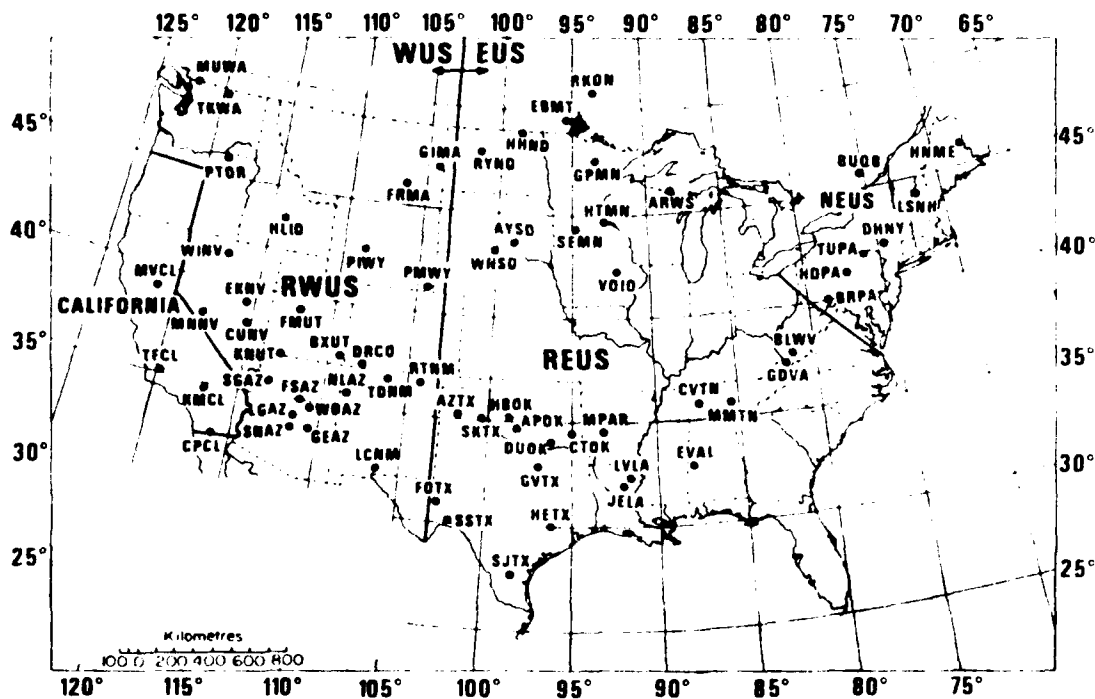 125° 120° 115° 110° 105° 100° 95° 90° 85° 80° 75° 70° 65°
WUS EUS
MUWA
TKWA
RKON
EBMT
45°
45°
HHND
GIMA
RYND
PTOR
GPMN
BUQB
HNME
FRMA
ARWS
NEUS
LSNH
HTMN
HLID
AYSD
SEMN
DHNY
40°
WINV
TUPA
40°
PIWY
WNSD
MVCL
PMWY
VOIO
HDPA
EKNV
RWUS
BRPA
CALIFORNIA
MNNV
FMUT
CUNV
BXUT
35°
KNUT
DRCO
REUS
BLWV
35°
TFCL
RTNM
GDVA
SGAZ
FSAZ
NLAZ
TDNM
CVTN
KMCL
AZTX
HBOK
LGAZ
WOAZ
APOK
MPAR
MMTN
SKTX
30°
CPCL
SNAZ
GEAZ
DUOK
CTOK
LCNM
EVAL
30°
LVLA
GVTX
FOTX
JELA
SSTX
HETX
25°
SJTX
25°
Kilometres
100 0 200 400 600 800
120° 115° 110° 105° 100° 95° 90° 85° 80° 75°